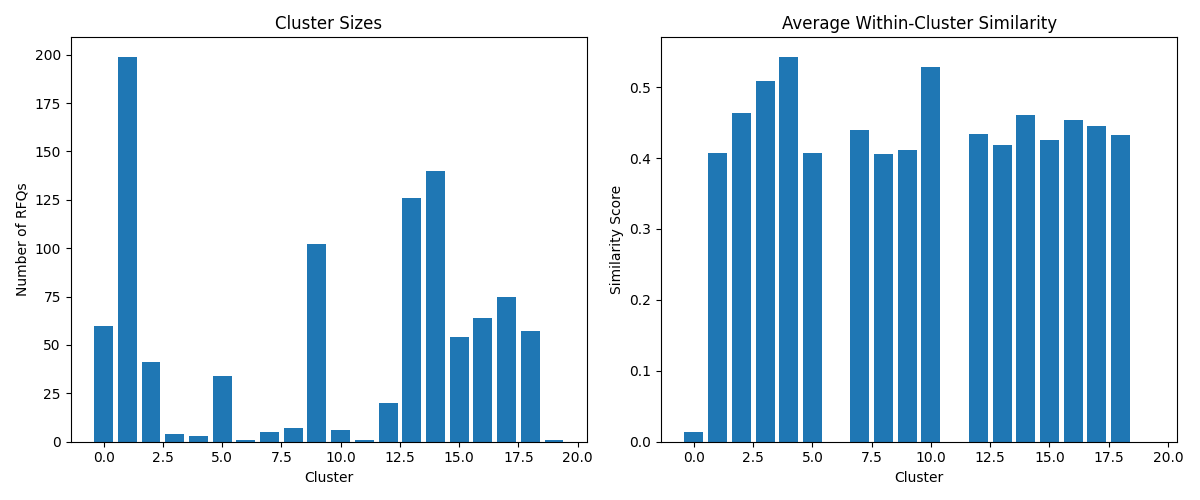 Cluster Sizes
200
175
150
125
100
75
50
25
0
Number of RFQs
0.0 2.5 5.0 7.5 10.0 12.5 15.0 17.5 20.0
Cluster
Average Within-Cluster Similarity
0.5
0.4
0.3
0.2
0.1
0.0
Similarity Score
0.0 2.5 5.0 7.5 10.0 12.5 15.0 17.5 20.0
Cluster